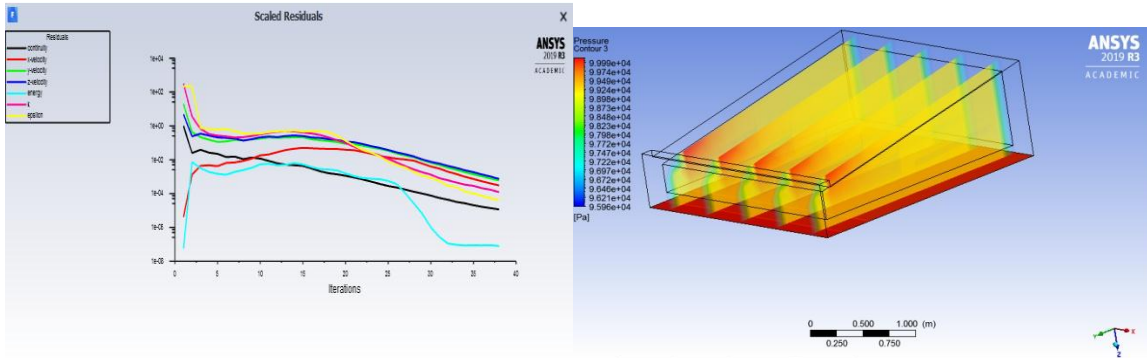 F
Scaled Residuals
X
Residuals
continuity
x-velocity
y-velocity
z-velocity
energy
k
epsilon
ANSYS
2019 R3
ACADEMIC
1e+04
1e+02
1e+00
1e-02
1e-04
1e-06
1e-08
0 5 10 15 20 25 30 35 40
Iterations
Pressure
Contour 3
9.999e+04
9.974e+04
9.949e+04
9.924e+04
9.898e+04
9.873e+04
9.848e+04
9.823e+04
9.798e+04
9.772e+04
9.747e+04
9.722e+04
9.697e+04
9.672e+04
9.646e+04
9.621e+04
9.596e+04
[Pa]
ANSYS
2019 R3
ACADEMIC
0 0.500 1.000 (m)
0.250 0.750
Y X
Z